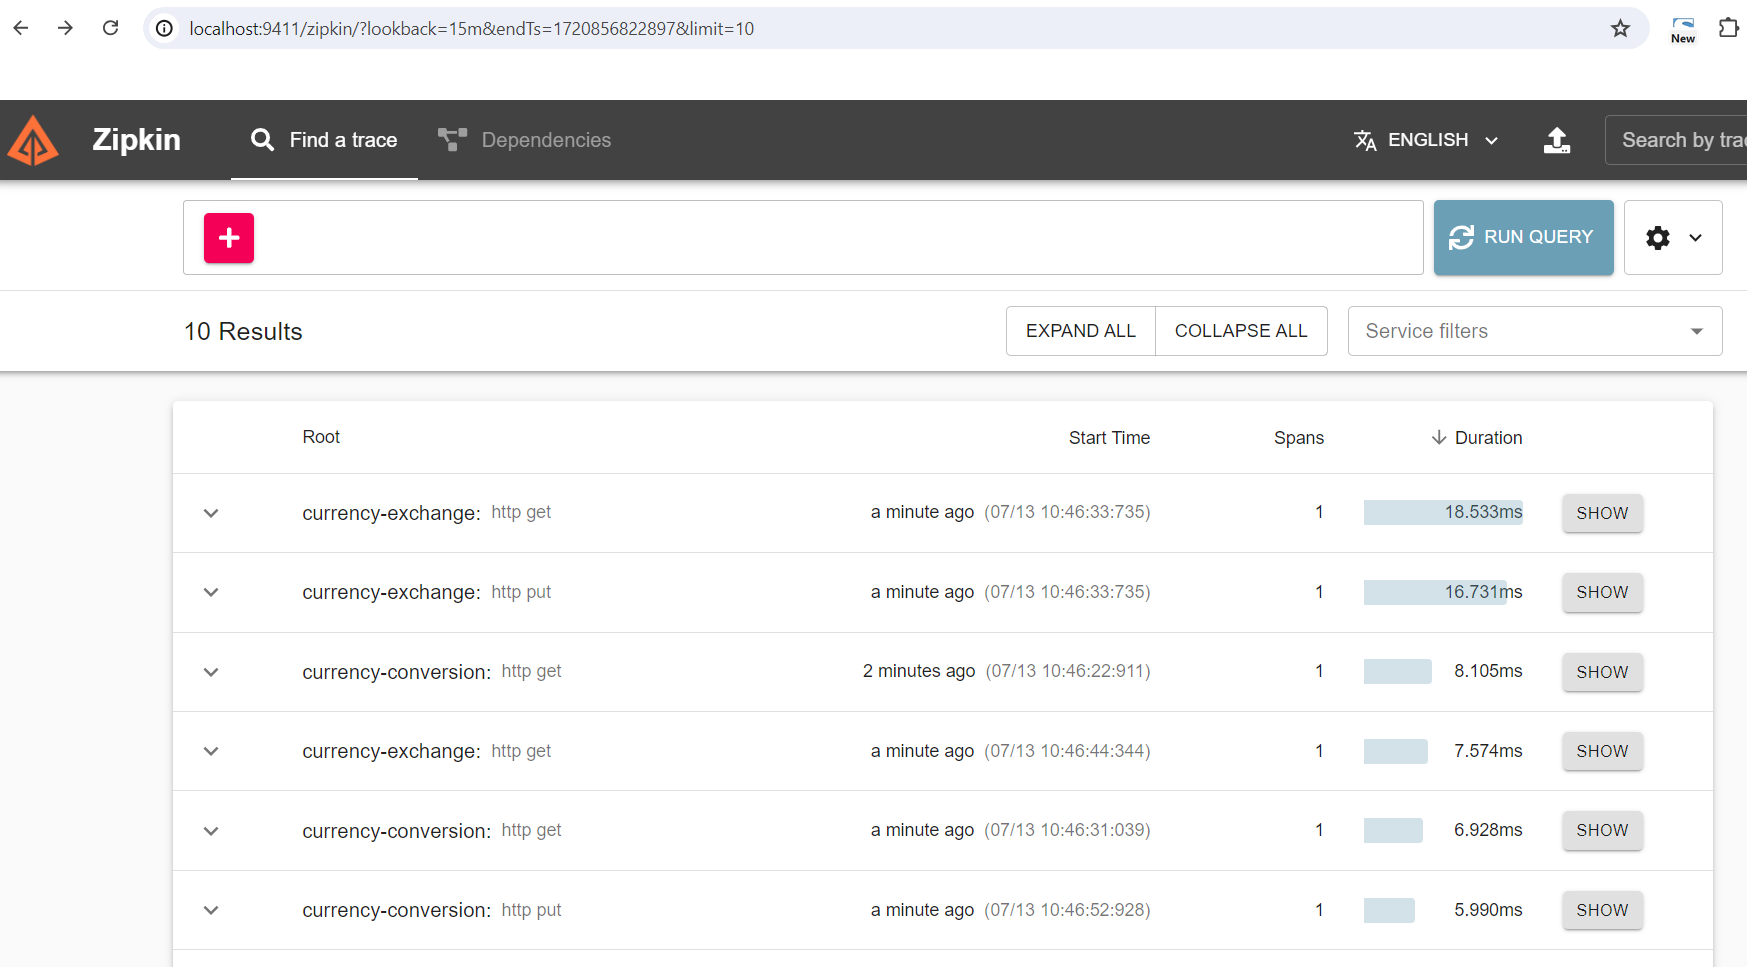 localhost:9411/zipkin/?lookback=15m&endTs=1720856822897&limit=10
New
Zipkin Find a trace Dependencies ENGLISH Search by trac
RUN QUERY
10 Results EXPAND ALL COLLAPSE ALL Service filters
Root Start Time Spans Duration
currency-exchange: http get a minute ago (07/13 10:46:33:735) 1 18.533ms SHOW
currency-exchange: http put a minute ago (07/13 10:46:33:735) 1 16.731ms SHOW
currency-conversion: http get 2 minutes ago (07/13 10:46:22:911) 1 8.105ms SHOW
currency-exchange: http get a minute ago (07/13 10:46:44:344) 1 7.574ms SHOW
currency-conversion: http get a minute ago (07/13 10:46:31:039) 1 6.928ms SHOW
currency-conversion: http put a minute ago (07/13 10:46:52:928) 1 5.990ms SHOW